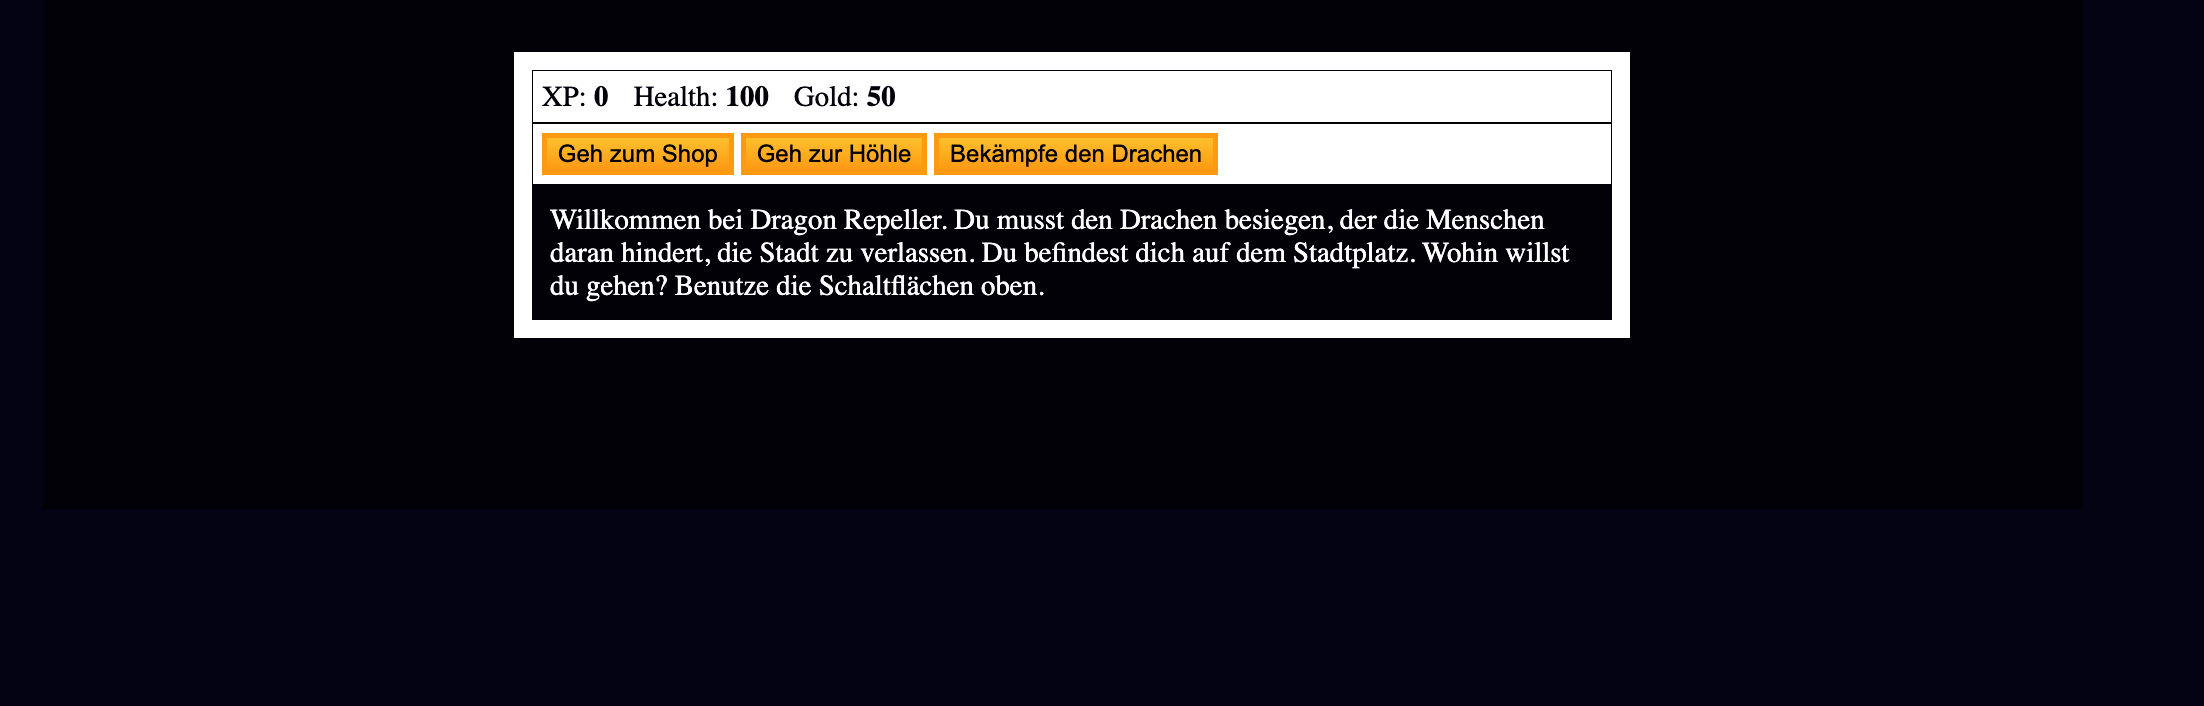 XP: 0 Health: 100 Gold: 50
Geh zum Shop Geh zur Höhle Bekämpfe den Drachen
Willkommen bei Dragon Repeller. Du musst den Drachen besiegen, der die Menschen
daran hindert, die Stadt zu verlassen. Du befindest dich auf dem Stadtplatz. Wohin willst
du gehen? Benutze die Schaltflächen oben.